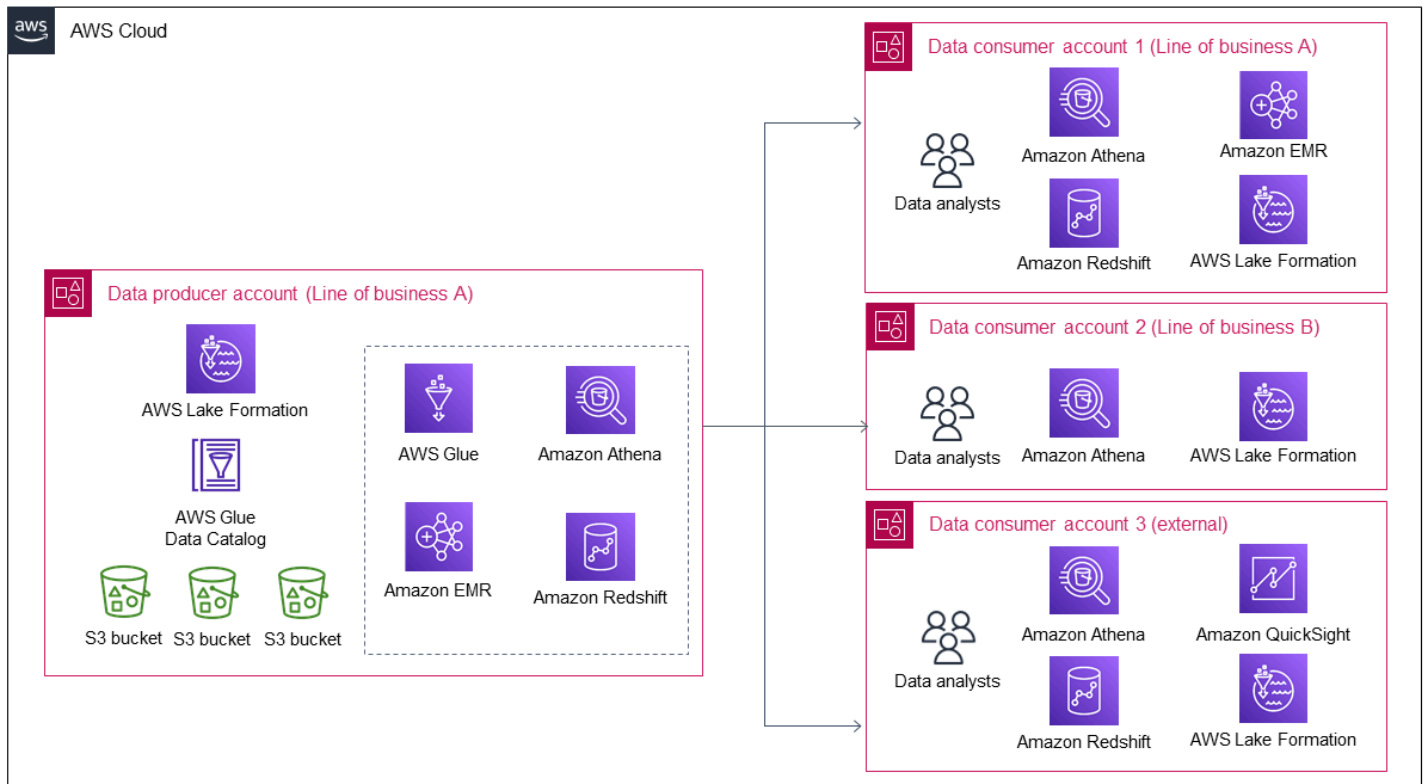 aws
AWS Cloud
Data consumer account 1 (Line of business A)
Data analysts
Amazon Athena
Amazon EMR
Amazon Redshift
AWS Lake Formation
Data producer account (Line of business A)
AWS Lake Formation
AWS Glue
Data Catalog
S3 bucket
S3 bucket
S3 bucket
AWS Glue
Amazon Athena
Amazon EMR
Amazon Redshift
Data consumer account 2 (Line of business B)
Data analysts
Amazon Athena
AWS Lake Formation
Data consumer account 3 (external)
Data analysts
Amazon Athena
Amazon QuickSight
Amazon Redshift
AWS Lake Formation